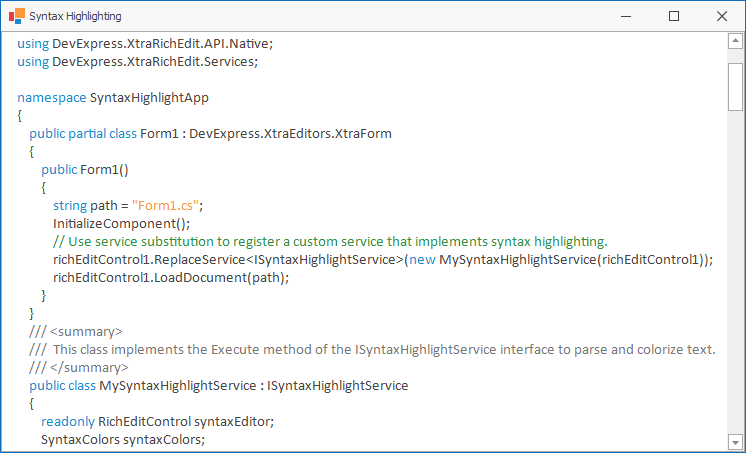 Syntax Highlighting
using DevExpress.XtraRichEdit.API.Native;
using DevExpress.XtraRichEdit.Services;
namespace SyntaxHighlightApp
{
public partial class Form1 : DevExpress.XtraEditors.XtraForm
{
public Form1()
{
string path = "Form1.cs";
InitializeComponent();
// Use service substitution to register a custom service that implements syntax highlighting.
richEditControl1.ReplaceService<ISyntaxHighlightService>(new MySyntaxHighlightService(richEditControl1));
richEditControl1.LoadDocument(path);
}
}
/// <summary>
/// This class implements the Execute method of the ISyntaxHighlightService interface to parse and colorize text.
/// </summary>
public class MySyntaxHighlightService : ISyntaxHighlightService
{
readonly RichEditControl syntaxEditor;
SyntaxColors syntaxColors;